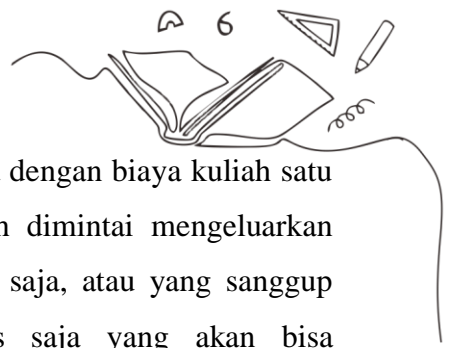 6
dengan biaya kuliah satu
dimintai mengeluarkan
saja, atau yang sanggup
saja yang akan bisa